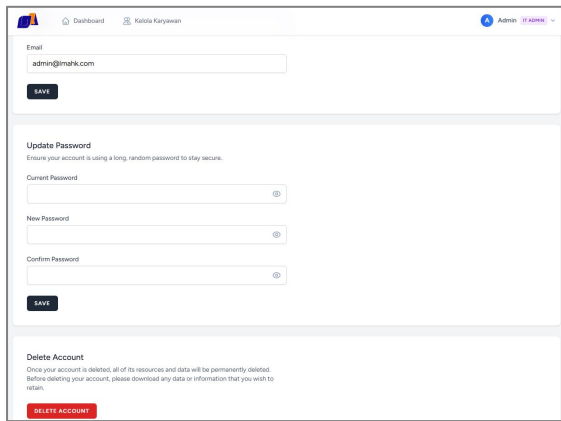 Dashboard
Kelola Karyawan
A Admin IT ADMIN
Email
admin@lmahk.com
SAVE
Update Password
Ensure your account is using a long, random password to stay secure.
Current Password
New Password
Confirm Password
SAVE
Delete Account
Once your account is deleted, all of its resources and data will be permanently deleted.
Before deleting your account, please download any data or information that you wish to
retain.
DELETE ACCOUNT